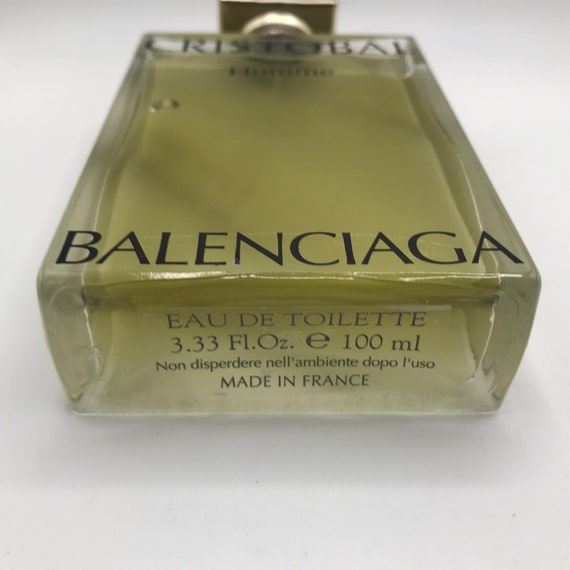 CRISTOBAL
Homme
BALENCIAGA
EAU DE TOILETTE
3.33 Fl.Oz. ℮ 100 ml
Non disperdere nell'ambiente dopo l'uso
MADE IN FRANCE